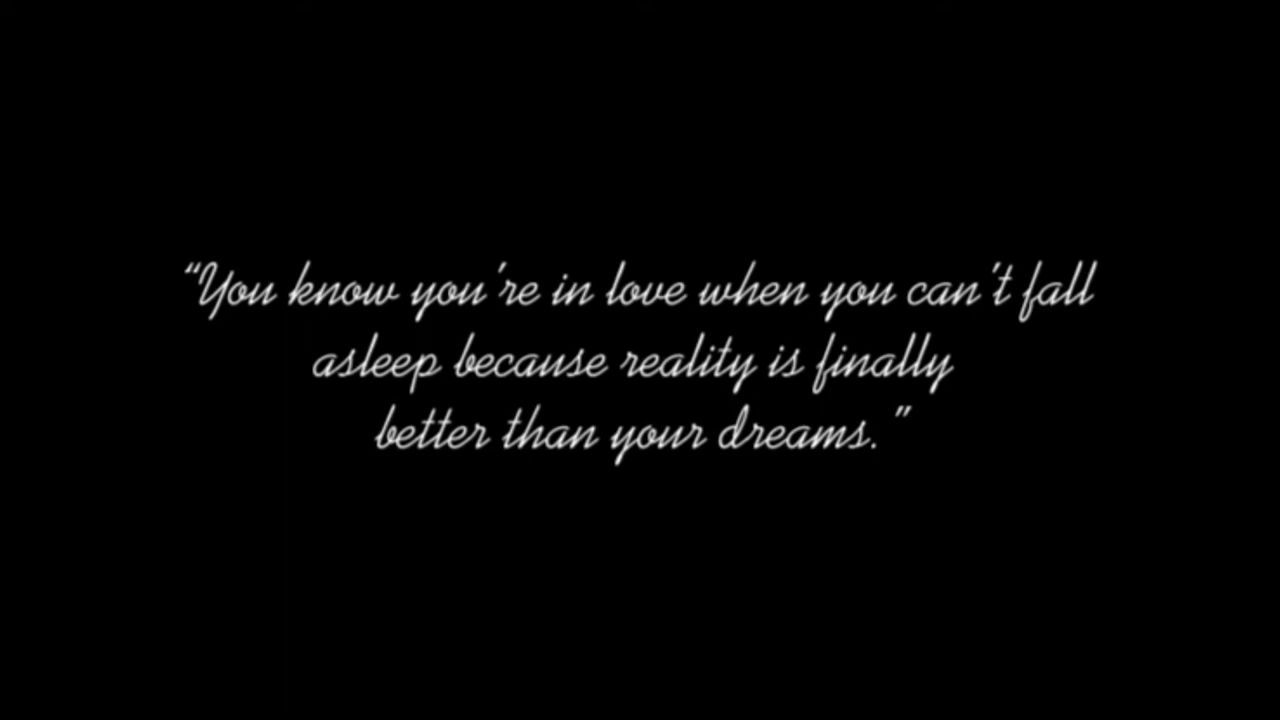 “You know you're in love when you can't fall
asleep because reality is finally
better than your dreams.”